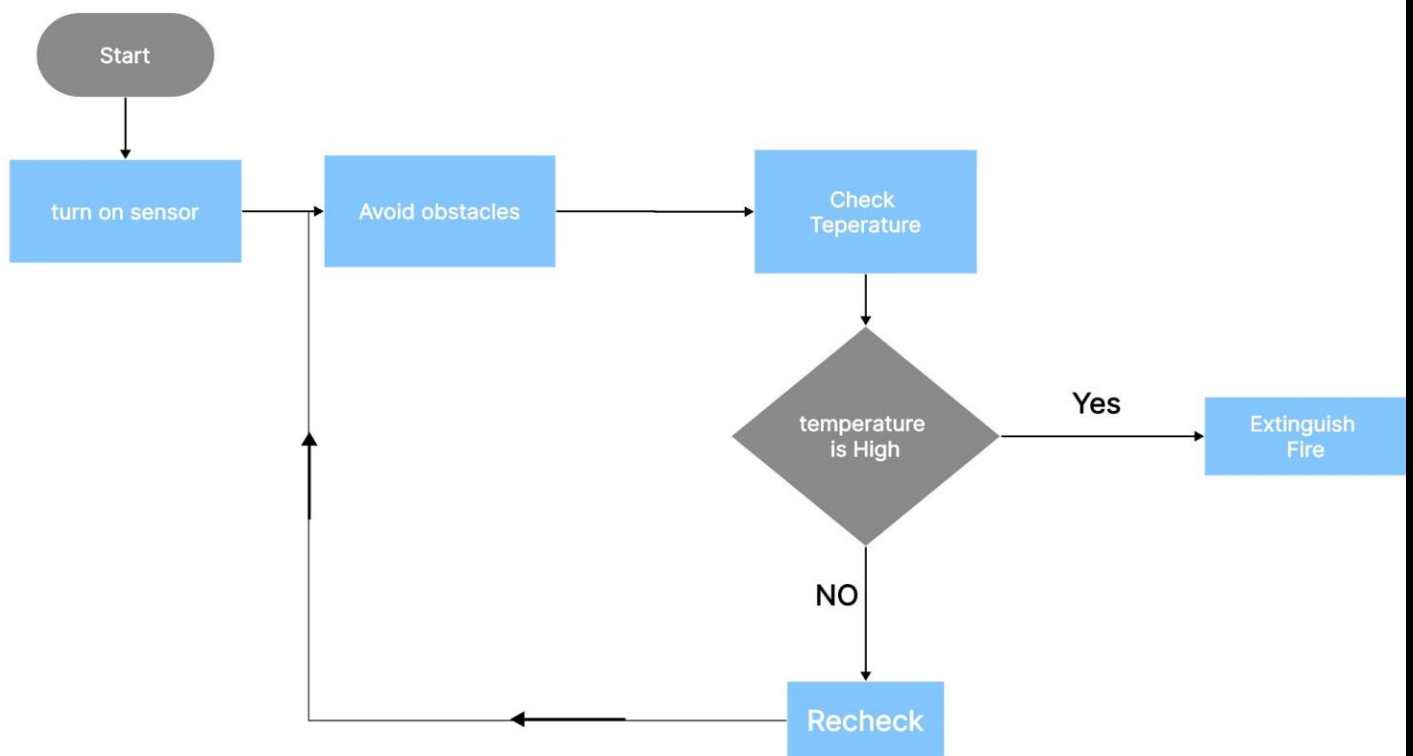 Start
turn on sensor
Avoid obstacles
Check
Teperature
temperature
is High
Yes
Extinguish
Fire
NO
Recheck